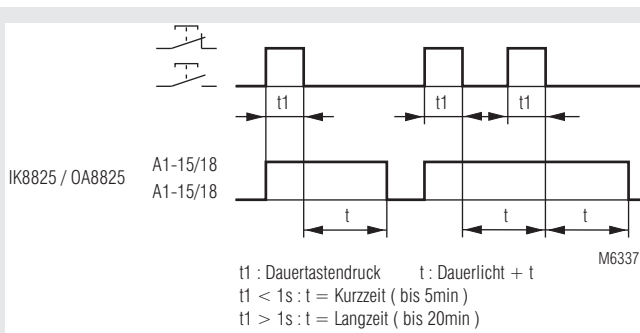 t1
t1
t1
IK8825 / OA8825
A1-15/18
A1-15/18
t
t
t
M6337
t1 : Dauertastendruck t : Dauerlicht + t
t1 < 1s : t = Kurzzeit ( bis 5min )
t1 > 1s : t = Langzeit ( bis 20min )